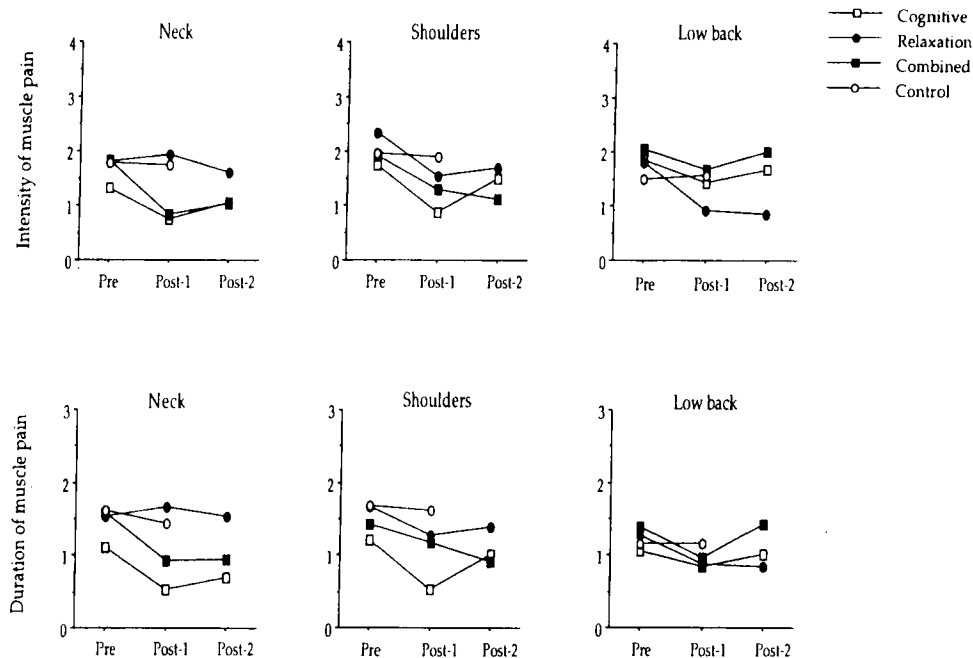 Neck
Shoulders
Low back
Cognitive
Relaxation
Combined
Control
Intensity of muscle pain
4
3
2
1
0
Pre Post-1 Post-2
4
3
2
1
0
Pre Post-1 Post-2
4
3
2
1
0
Pre Post-1 Post-2
Neck
Shoulders
Low back
Duration of muscle pain
3
2
1
0
Pre Post-1 Post-2
3
2
1
0
Pre Post-1 Post-2
3
2
1
0
Pre Post-1 Post-2